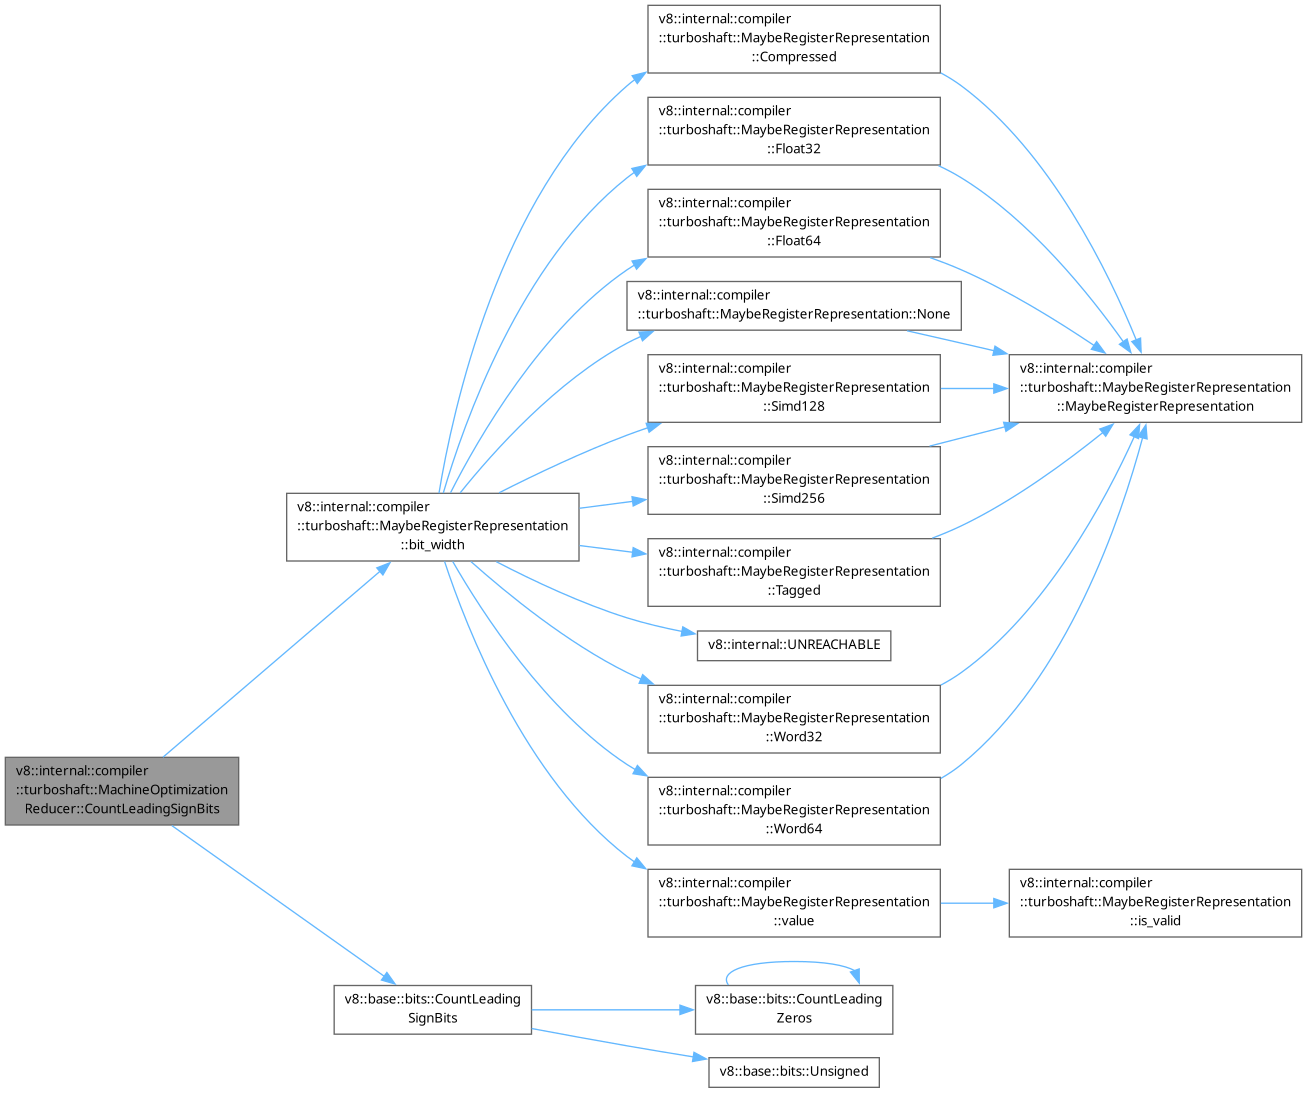 v8::internal::compiler
::turboshaft::MaybeRegisterRepresentation
::Compressed
v8::internal::compiler
::turboshaft::MaybeRegisterRepresentation
::Float32
v8::internal::compiler
::turboshaft::MaybeRegisterRepresentation
::Float64
v8::internal::compiler
::turboshaft::MaybeRegisterRepresentation::None
v8::internal::compiler
::turboshaft::MaybeRegisterRepresentation
::Simd128
v8::internal::compiler
::turboshaft::MaybeRegisterRepresentation
::MaybeRegisterRepresentation
v8::internal::compiler
::turboshaft::MaybeRegisterRepresentation
::Simd256
v8::internal::compiler
::turboshaft::MaybeRegisterRepresentation
::bit_width
v8::internal::compiler
::turboshaft::MaybeRegisterRepresentation
::Tagged
v8::internal::UNREACHABLE
v8::internal::compiler
::turboshaft::MaybeRegisterRepresentation
::Word32
v8::internal::compiler
::turboshaft::MachineOptimization
Reducer::CountLeadingSignBits
v8::internal::compiler
::turboshaft::MaybeRegisterRepresentation
::Word64
v8::internal::compiler
::turboshaft::MaybeRegisterRepresentation
::value
v8::internal::compiler
::turboshaft::MaybeRegisterRepresentation
::is_valid
v8::base::bits::CountLeading
SignBits
v8::base::bits::CountLeading
Zeros
v8::base::bits::Unsigned